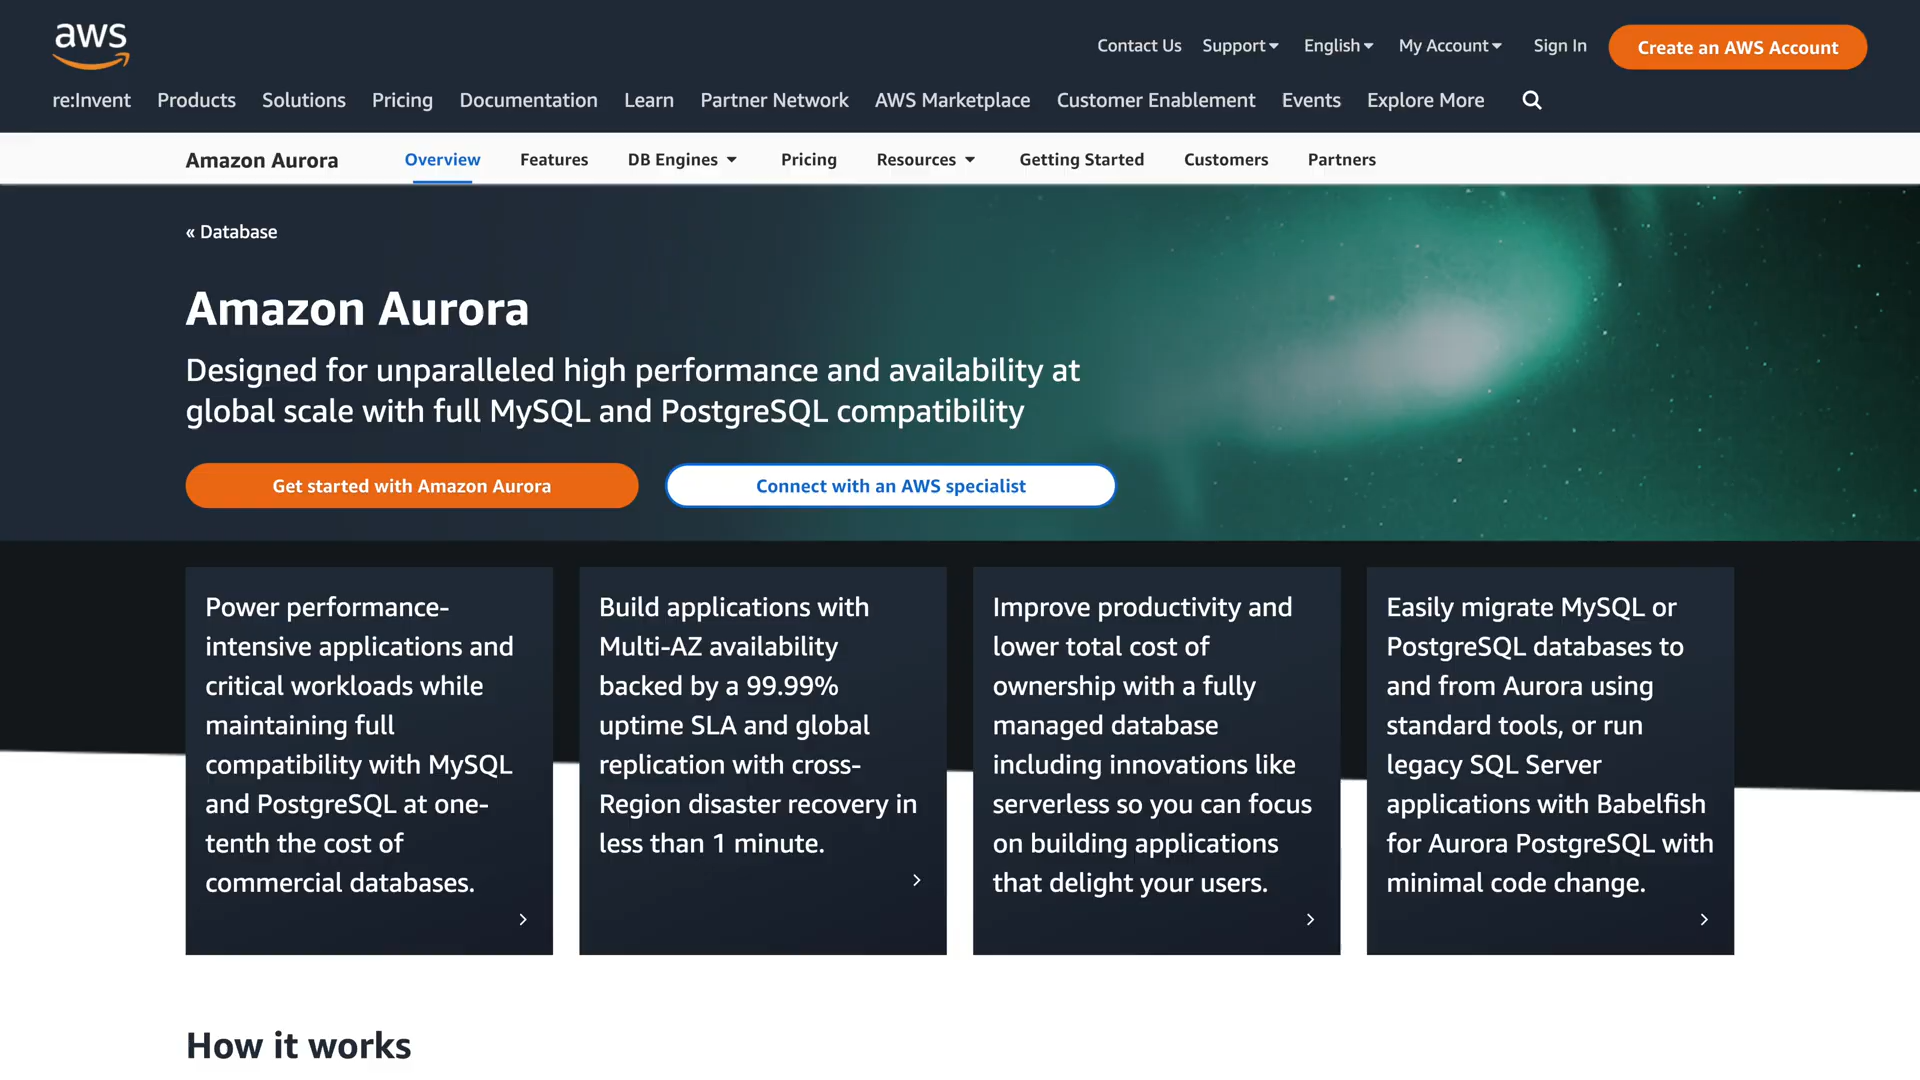 aws
Contact Us Support English My Account Sign In Create an AWS Account
re:Invent Products Solutions Pricing Documentation Learn Partner Network AWS Marketplace Customer Enablement Events Explore More
Amazon Aurora Overview Features DB Engines Pricing Resources Getting Started Customers Partners
« Database
Amazon Aurora
Designed for unparalleled high performance and availability at
global scale with full MySQL and PostgreSQL compatibility
Get started with Amazon Aurora Connect with an AWS specialist
Power performance-
intensive applications and
critical workloads while
maintaining full
compatibility with MySQL
and PostgreSQL at one-
tenth the cost of
commercial databases.
Build applications with
Multi-AZ availability
backed by a 99.99%
uptime SLA and global
replication with cross-
Region disaster recovery in
less than 1 minute.
Improve productivity and
lower total cost of
ownership with a fully
managed database
including innovations like
serverless so you can focus
on building applications
that delight your users.
Easily migrate MySQL or
PostgreSQL databases to
and from Aurora using
standard tools, or run
legacy SQL Server
applications with Babelfish
for Aurora PostgreSQL with
minimal code change.
How it works